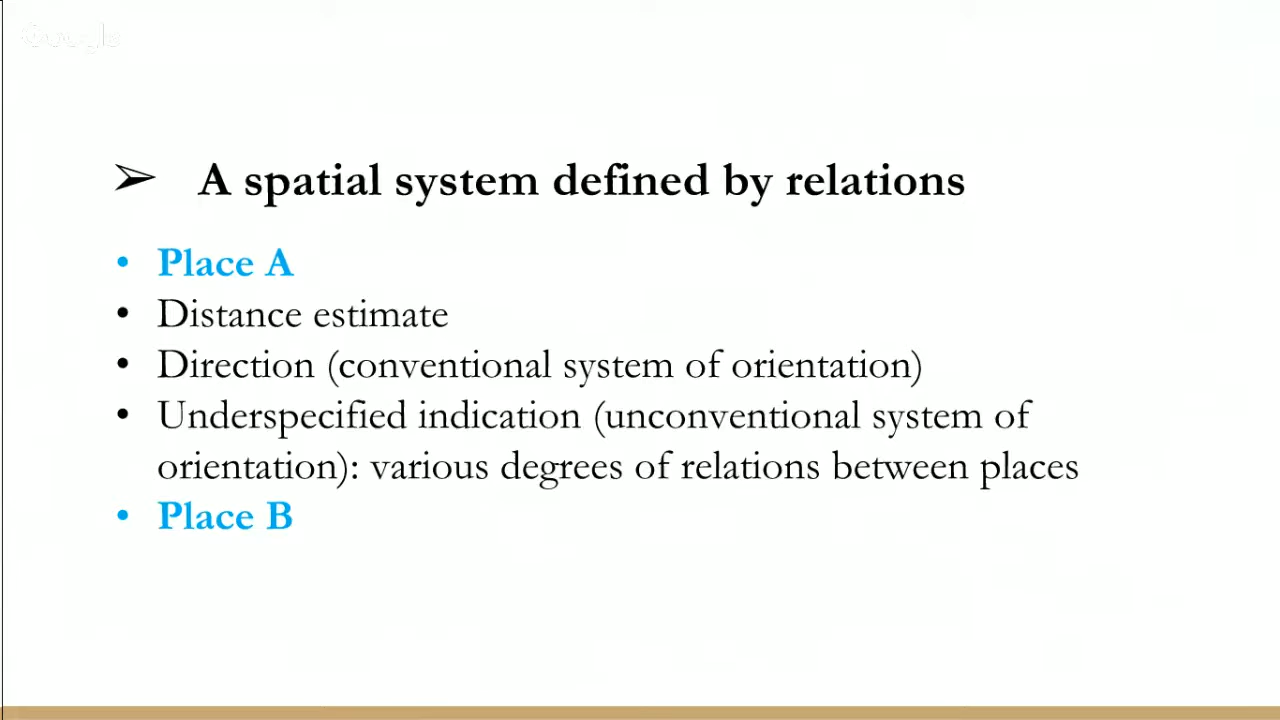 Google
➢ A spatial system defined by relations
• Place A
• Distance estimate
• Direction (conventional system of orientation)
• Underspecified indication (unconventional system of
orientation): various degrees of relations between places
• Place B